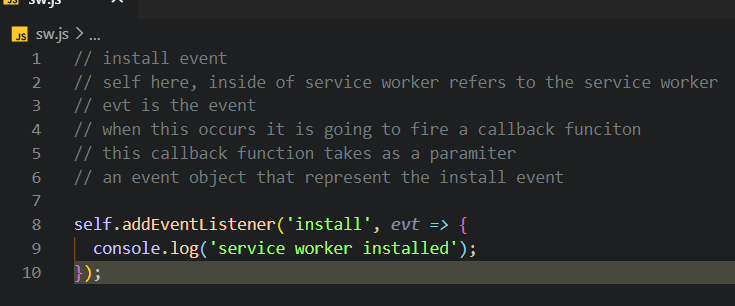 JS sw.js ×
JS sw.js > ...
1 // install event
2 // self here, inside of service worker refers to the service worker
3 // evt is the event
4 // when this occurs it is going to fire a callback funciton
5 // this callback function takes as a paramiter
6 // an event object that represent the install event
7
8 self.addEventListener('install', evt => {
9 console.log('service worker installed');
10 });